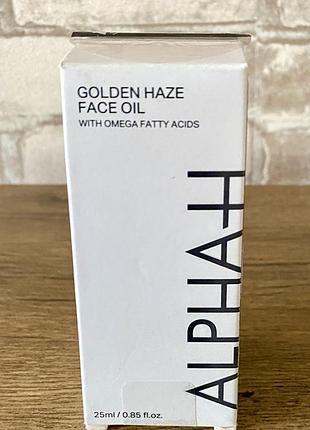 GOLDEN HAZE
FACE OIL
WITH OMEGA FATTY ACIDS
ALPHA-H
25ml / 0.85 fl.oz.